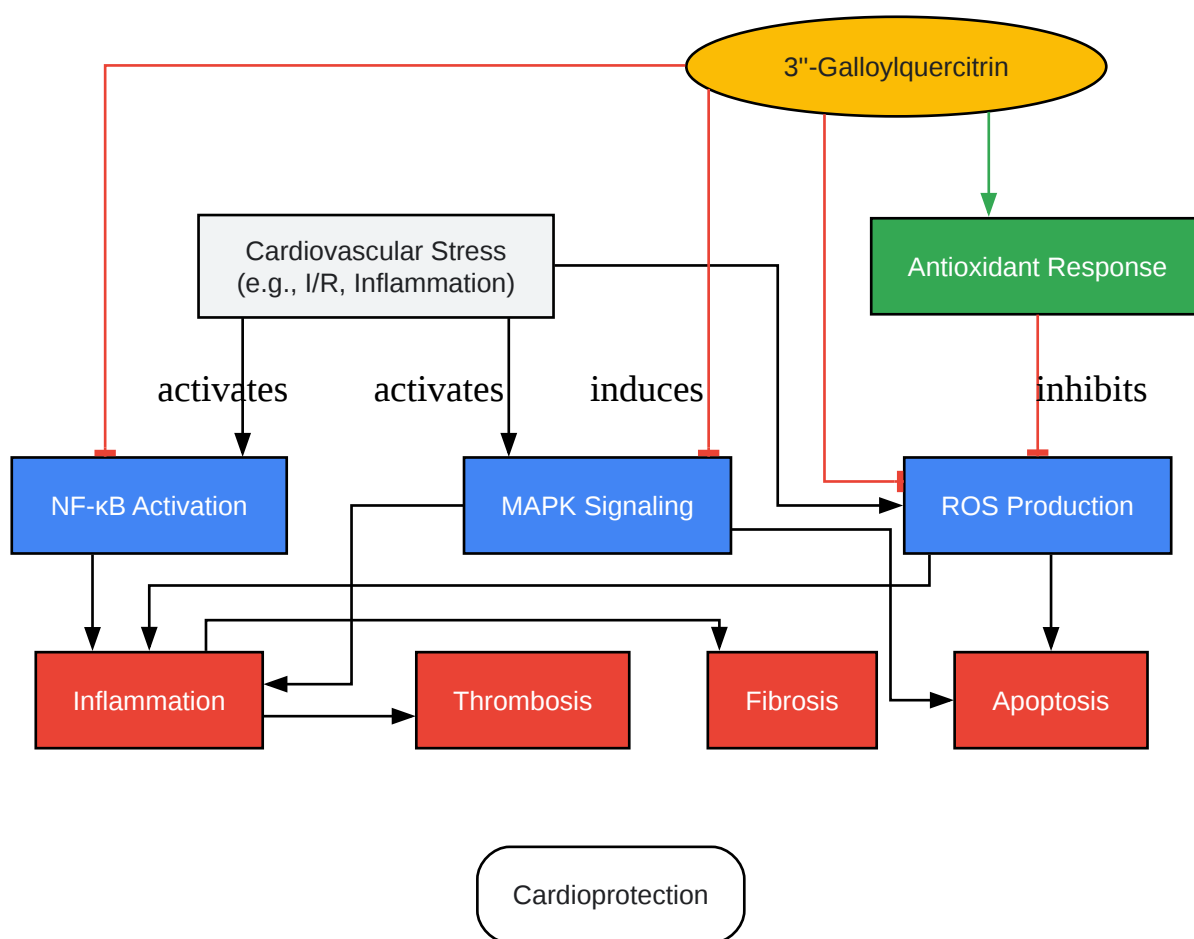 3"-Galloylquercitrin
Cardiovascular Stress
(e.g., I/R, Inflammation)
Antioxidant Response
activates
activates
induces
inhibits
NF-κB Activation
MAPK Signaling
ROS Production
Inflammation
Thrombosis
Fibrosis
Apoptosis
Cardioprotection